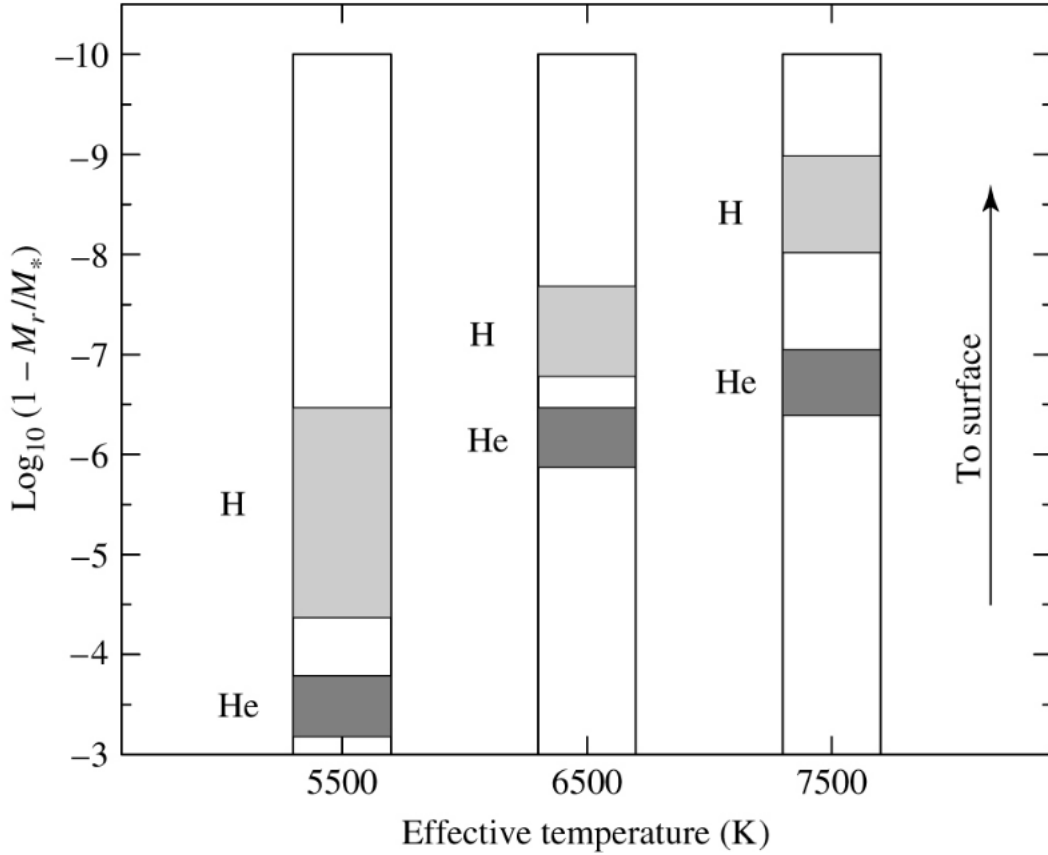 –10
–9
–8
–7
–6
–5
–4
–3
Log₁₀ (1 – Mᵣ/M*)
H
He
H
He
H
He
To surface
5500
6500
7500
Effective temperature (K)